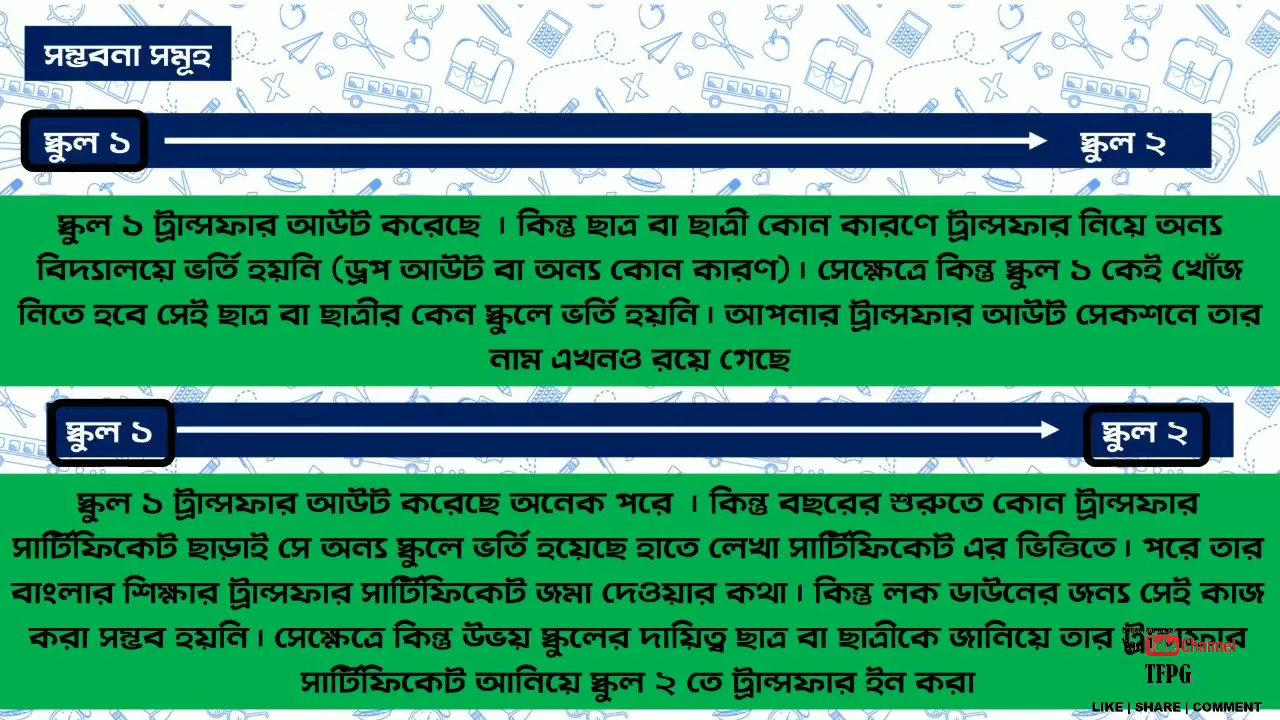 সম্ভবনা সমূহ
স্কুল ১
স্কুল ২
স্কুল ১ ট্রান্সফার আউট করেছে । কিন্তু ছাত্র বা ছাত্রী কোন কারণে ট্রান্সফার নিয়ে অন্য
বিদ্যালয়ে ভর্তি হয়নি (ড্রপ আউট বা অন্য কোন কারণ)। সেক্ষেত্রে কিন্তু স্কুল ১ কেই খোঁজ
নিতে হবে সেই ছাত্র বা ছাত্রীর কেন স্কুলে ভর্তি হয়নি। আপনার ট্রান্সফার আউট সেকশনে তার
নাম এখনও রয়ে গেছে
স্কুল ১
স্কুল ২
স্কুল ১ ট্রান্সফার আউট করেছে অনেক পরে । কিন্তু বছরের শুরুতে কোন ট্রান্সফার
সার্টিফিকেট ছাড়াই সে অন্য স্কুলে ভর্তি হয়েছে হাতে লেখা সার্টিফিকেট এর ভিত্তিতে। পরে তার
বাংলার শিক্ষার ট্রান্সফার সার্টিফিকেট জমা দেওয়ার কথা। কিন্তু লক ডাউনের জন্য সেই কাজ
করা সম্ভব হয়নি। সেক্ষেত্রে কিন্তু উভয় স্কুলের দায়িত্ব ছাত্র বা ছাত্রীকে জানিয়ে তার ট্রান্সফার
সার্টিফিকেট আনিয়ে স্কুল ২ তে ট্রান্সফার ইন করা
YouTube Channel
TFPG
LIKE | SHARE | COMMENT